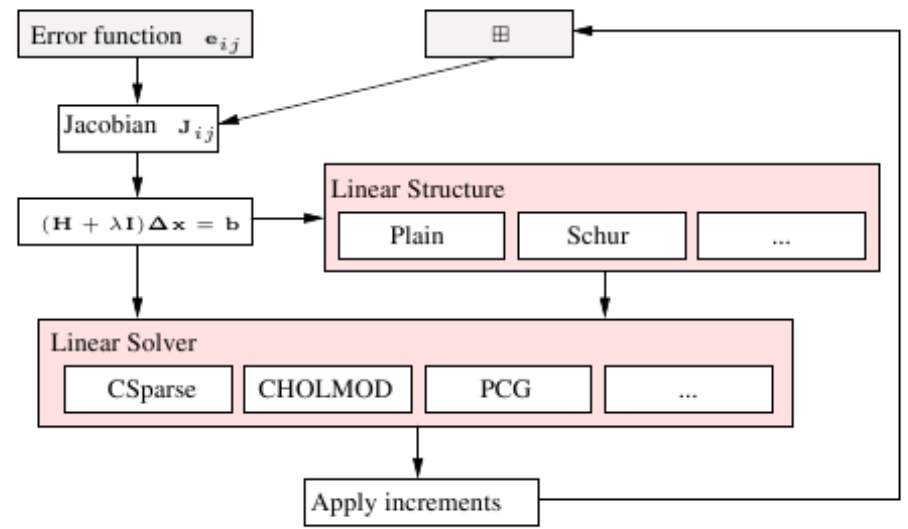 Error function e_ij
⊞
Jacobian J_ij
(H + λI)Δx = b
Linear Structure
Plain
Schur
...
Linear Solver
CSparse
CHOLMOD
PCG
...
Apply increments